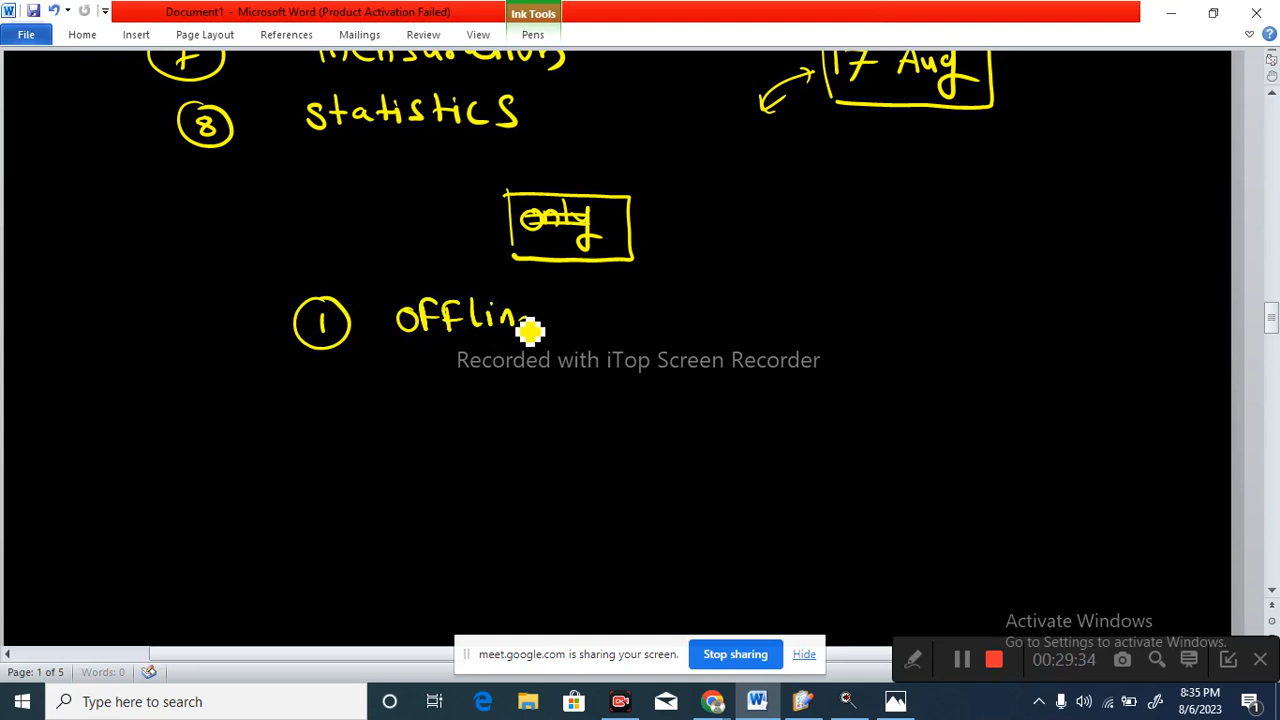 Document1 - Microsoft Word (Product Activation Failed)
Ink Tools
File Home Insert Page Layout References Mailings Review View Pens
7 Mensuration
17 Aug
8 Statistics
only
1 Offlin
Recorded with iTop Screen Recorder
Activate Windows
Go to Settings to activate Windows.
meet.google.com is sharing your screen. Stop sharing Hide
00:29:34
Page: 1 of 5 Words: 0
Type here to search
8:35 PM
8/6/2023